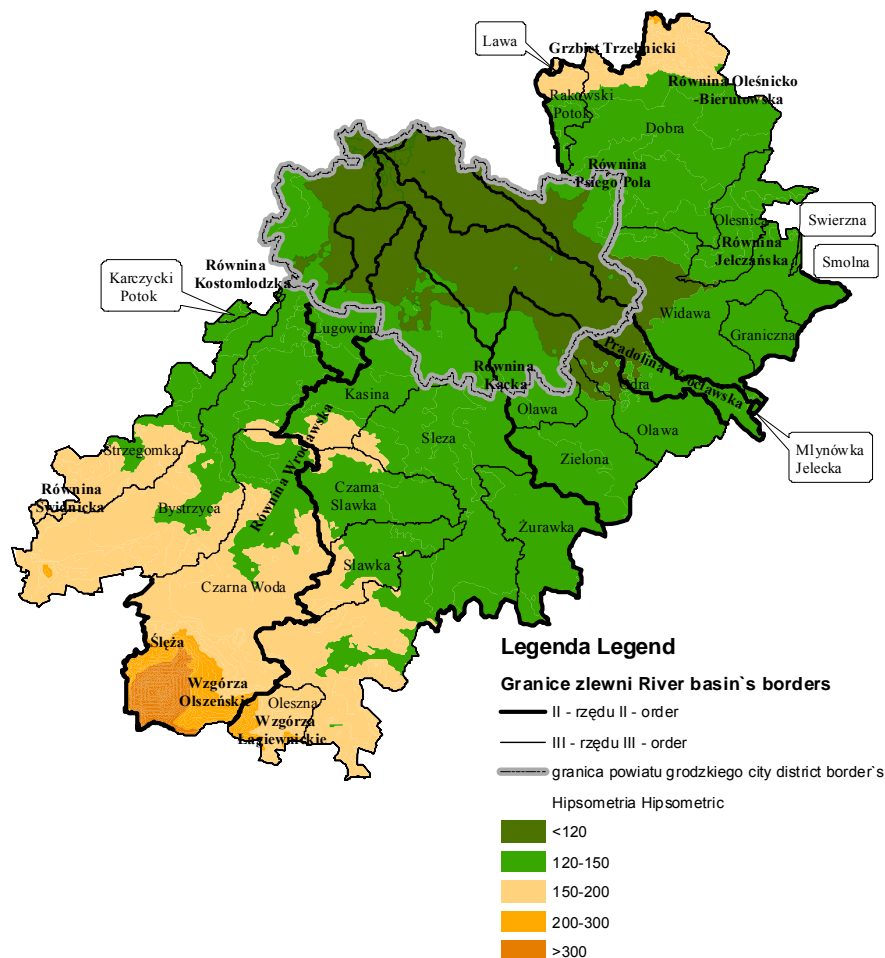 Lawa
Grzbiet Trzebnicki
Równina Oleśnicko
-Bierutowska
Rakowski
Potok
Dobra
Równina
Psiego Pola
Olesnica
Swierzna
Równina
Jelczańska
Smolna
Równina
Kostomłodzka
Karczycki
Potok
Widawa
Graniczna
Lugowina
Pradolina Wrocławska
Równina
Kącka
Odra
Kasina
Oława
Oława
Sleza
Zielona
Mlynówka
Jelecka
Strzegomka
Równina Wrocławska
Równina
Świdnicka
Bystrzyca
Czarna
Slawka
Żurawka
Sławka
Czarna Woda
Ślęża
Wzgórza
Olszeńskie
Oleszna
Wzgórza
Łagiewnickie
Legenda Legend
Granice zlewni River basin`s borders
II - rzędu II - order
III - rzędu III - order
granica powiatu grodzkiego city district border`s
Hipsometria Hipsometric
<120
120-150
150-200
200-300
>300